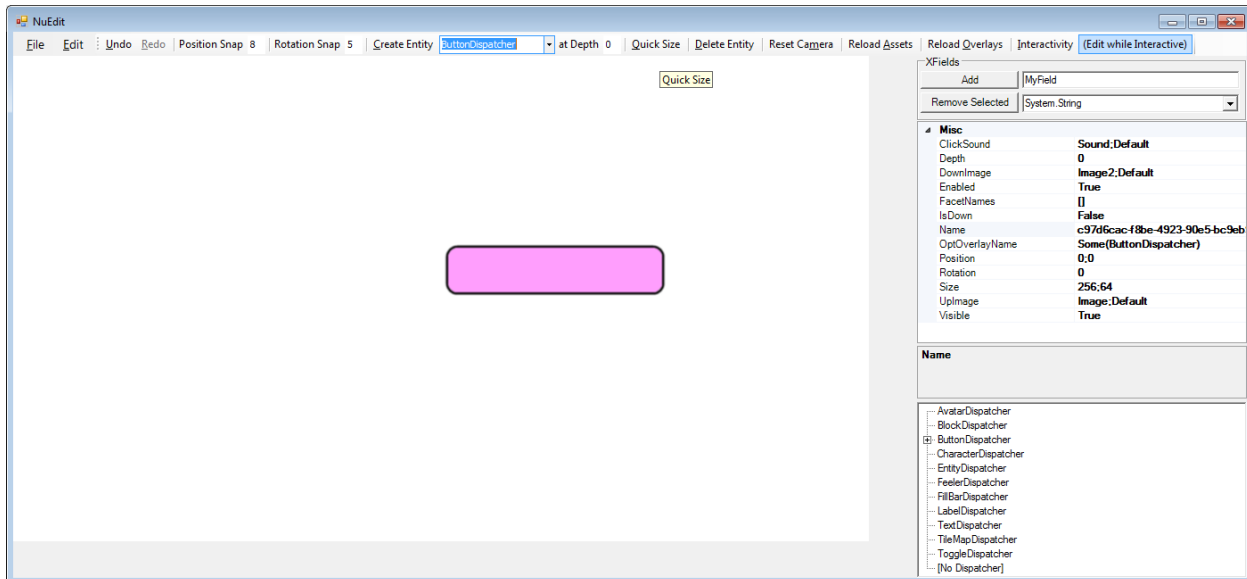 NuEdit
File Edit Undo Redo Position Snap 8 Rotation Snap 5 Create Entity ButtonDispatcher at Depth 0 Quick Size Delete Entity Reset Camera Reload Assets Reload Overlays Interactivity (Edit while Interactive)
Quick Size
XFields
Add MyField
Remove Selected System.String
Misc
ClickSound Sound;Default
Depth 0
DownImage Image2;Default
Enabled True
FacetNames []
IsDown False
Name c97d6cac-f8be-4923-90e5-bc9eb
OptOverlayName Some(ButtonDispatcher)
Position 0;0
Rotation 0
Size 256;64
UpImage Image;Default
Visible True
Name
AvatarDispatcher
BlockDispatcher
ButtonDispatcher
CharacterDispatcher
EntityDispatcher
FeelerDispatcher
FillBarDispatcher
LabelDispatcher
TextDispatcher
TileMapDispatcher
ToggleDispatcher
[No Dispatcher]